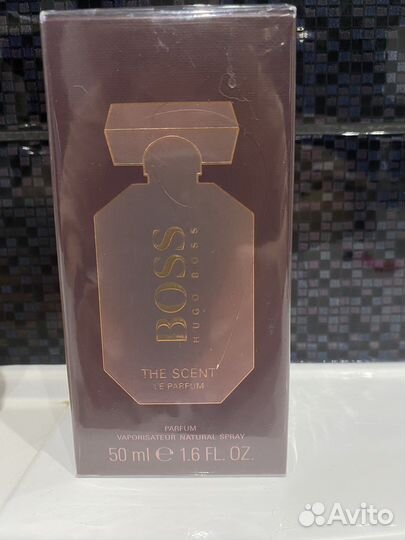 BOSS
HUGO BOSS
THE SCENT
LE PARFUM
PARFUM
VAPORISATEUR NATURAL SPRAY
50 ml ℮ 1.6 FL. OZ.
Avito